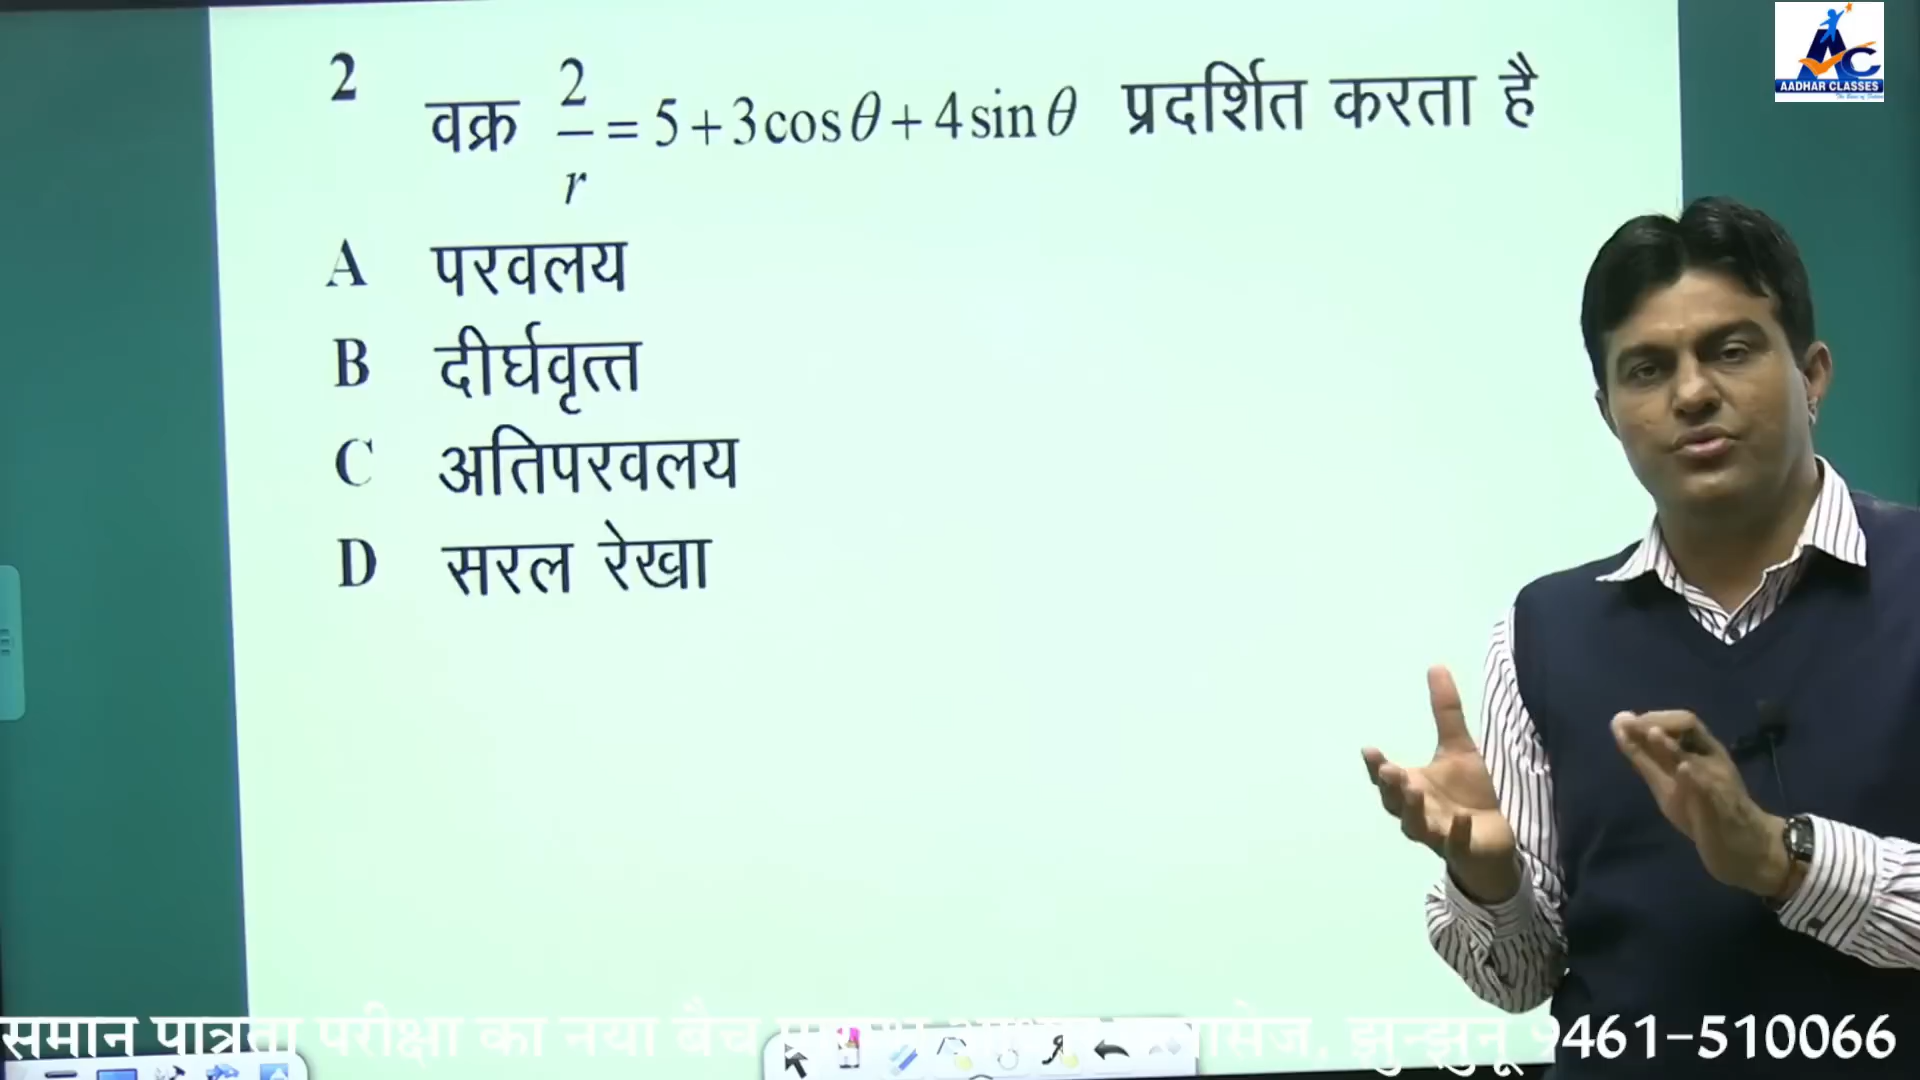 AADHAR CLASSES
2 वक्र 2/r = 5+3cosθ+4sinθ प्रदर्शित करता है
A परवलय
B दीर्घवृत्त
C अतिपरवलय
D सरल रेखा
समान पात्रता परीक्षा का नया बैच झुन्झुनू 9461-510066